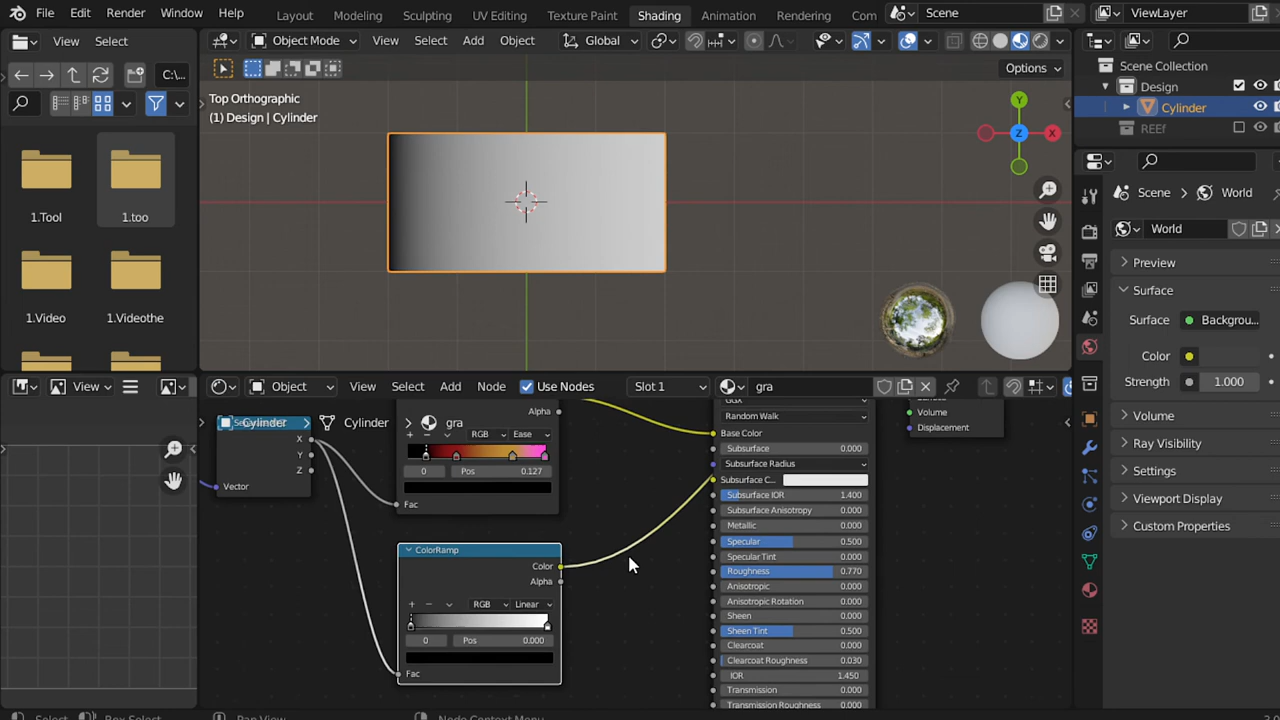 File Edit Render Window Help Layout Modeling Sculpting UV Editing Texture Paint Shading Animation Rendering Com Scene ViewLayer
View Select Object Mode View Select Add Object Global
C:\... Options
Scene Collection
Design
Cylinder
REEf
Top Orthographic
(1) Design | Cylinder
Y
Z
X
1.Tool 1.too
1.Video 1.Videothe
Scene World
World
Preview
Surface
Surface Backgrou...
Color
Strength 1.000
Volume
Ray Visibility
Settings
Viewport Display
Custom Properties
View Object View Select Add Node Use Nodes Slot 1 gra
Cylinder Cylinder gra
X
Y
Z
Vector
Alpha
RGB Ease
0 Pos 0.127
Fac
ColorRamp
Color
Alpha
RGB Linear
0 Pos 0.000
Fac
GGX
Random Walk
Base Color
Subsurface 0.000
Subsurface Radius
Subsurface C...
Subsurface IOR 1.400
Subsurface Anisotropy 0.000
Metallic 0.000
Specular 0.500
Specular Tint 0.000
Roughness 0.770
Anisotropic 0.000
Anisotropic Rotation 0.000
Sheen 0.000
Sheen Tint 0.500
Clearcoat 0.000
Clearcoat Roughness 0.030
IOR 1.450
Transmission 0.000
Transmission Roughness 0.000
Volume
Displacement